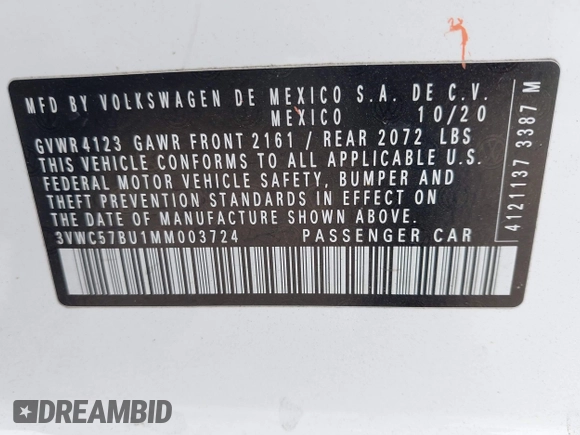 MFD BY VOLKSWAGEN DE MEXICO S.A. DE C.V.
MEXICO 10/20
GVWR4123 GAWR FRONT 2161 / REAR 2072 LBS
THIS VEHICLE CONFORMS TO ALL APPLICABLE U.S.
FEDERAL MOTOR VEHICLE SAFETY, BUMPER AND
THEFT PREVENTION STANDARDS IN EFFECT ON
THE DATE OF MANUFACTURE SHOWN ABOVE.
3VWC57BU1MM003724 PASSENGER CAR
4121137 3387 M
DREAMBID